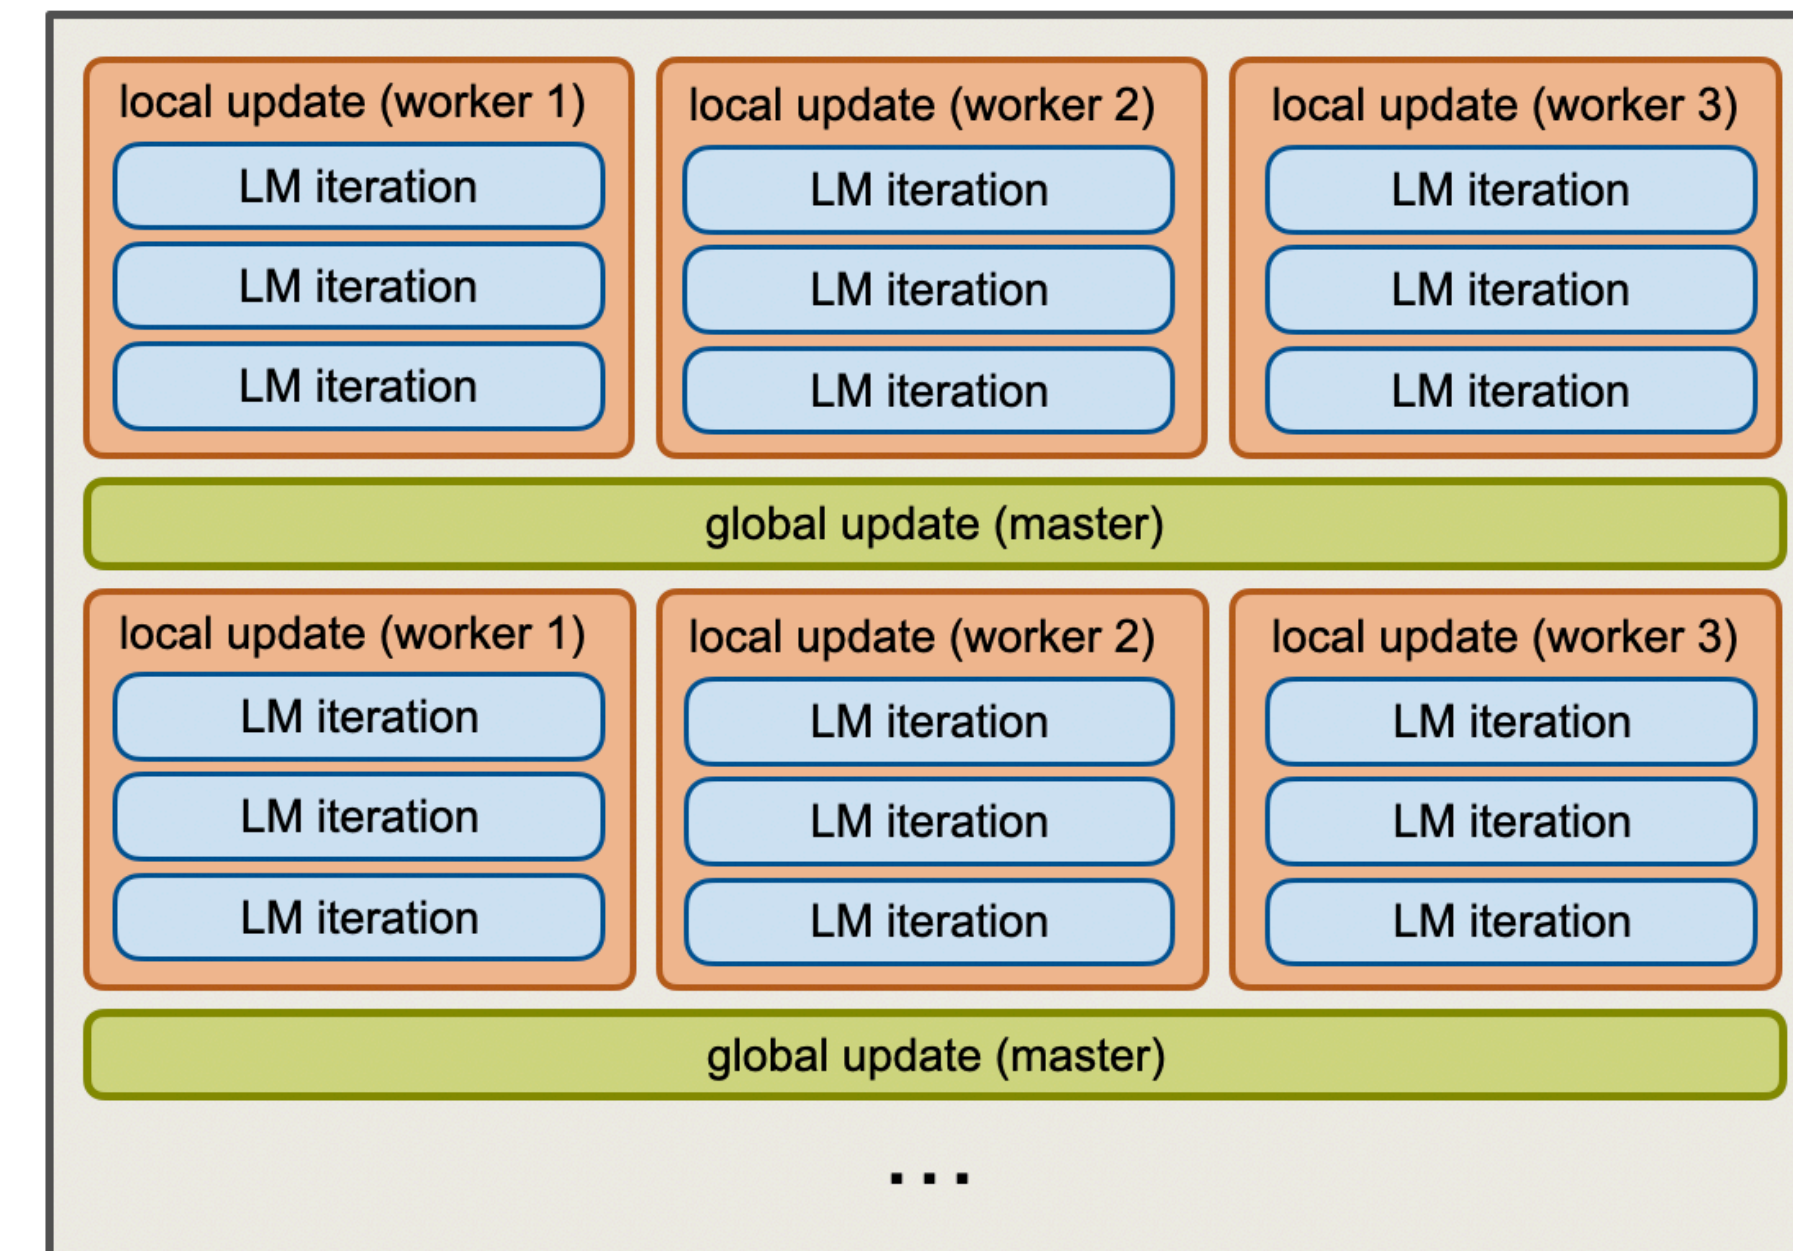 local update (worker 1)
LM iteration
LM iteration
LM iteration
local update (worker 2)
LM iteration
LM iteration
LM iteration
local update (worker 3)
LM iteration
LM iteration
LM iteration
global update (master)
local update (worker 1)
LM iteration
LM iteration
LM iteration
local update (worker 2)
LM iteration
LM iteration
LM iteration
local update (worker 3)
LM iteration
LM iteration
LM iteration
global update (master)
...